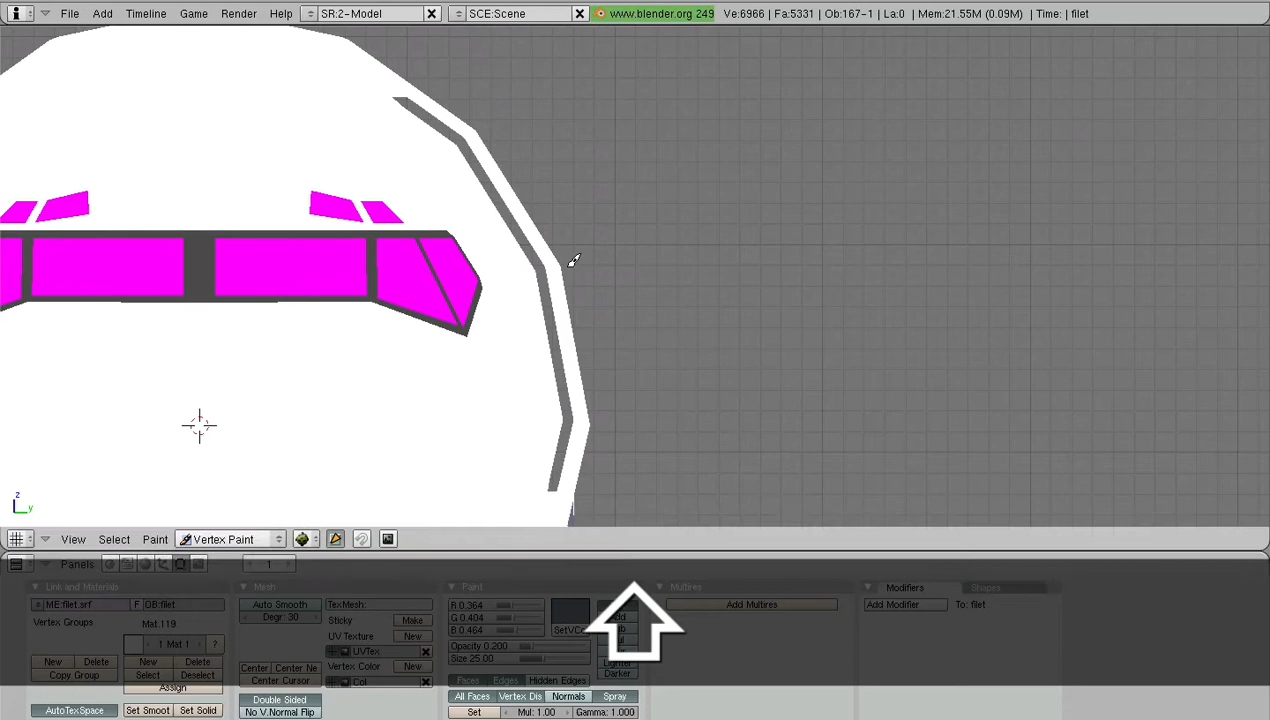 File Add Timeline Game Render Help SR:2-Model SCE:Scene www.blender.org 249 Ve:6966 | Fa:5331 | Ob:167-1 | La:0 | Mem:21.55M (0.09M) | Time: | filet
z
y
View Select Paint Vertex Paint
Panels 1
Link and Materials Mesh Paint Multires Modifiers Shapes
ME:filet.srf F OB:filet Auto Smooth TexMesh: R 0.364 Add Multires Add Modifier To: filet
Vertex Groups Mat.119 Degr: 30 Sticky Make G 0.404
1 Mat 1 ? UV Texture New B 0.464
New Delete New Delete UVTex Opacity 0.200 Lighter
Copy Group Select Deselect Center Center Ne Vertex Color New Size 25.00 Darker
Assign Center Cursor Col Faces Edges Hidden Edges
Double Sided All Faces Vertex Dis Normals Spray
AutoTexSpace Set Smoot Set Solid No V.Normal Flip Set Mul: 1.00 Gamma: 1.000